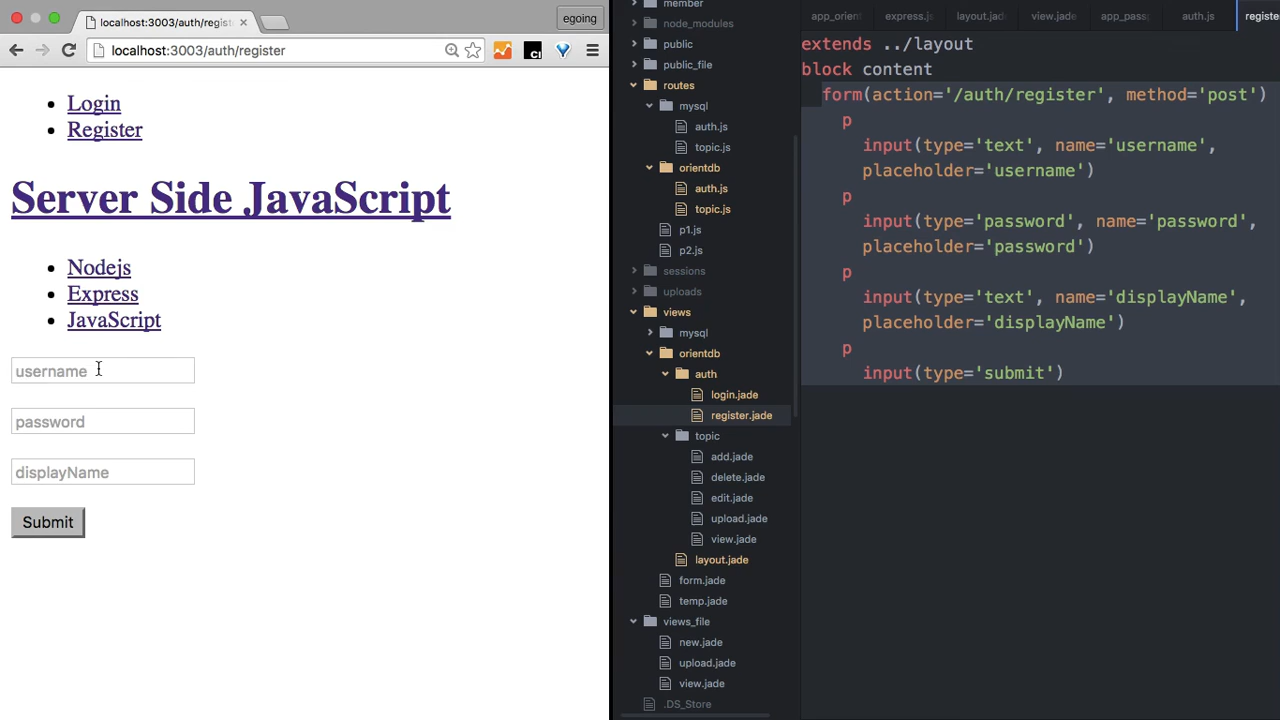 localhost:3003/auth/regist
egoing
localhost:3003/auth/register
Login
Register
Server Side JavaScript
Nodejs
Express
JavaScript
username
password
displayName
Submit
member
node_modules
public
public_file
routes
mysql
auth.js
topic.js
orientdb
auth.js
topic.js
p1.js
p2.js
sessions
uploads
views
mysql
orientdb
auth
login.jade
register.jade
topic
add.jade
delete.jade
edit.jade
upload.jade
view.jade
layout.jade
form.jade
temp.jade
views_file
new.jade
upload.jade
view.jade
.DS_Store
app_orient express.js layout.jade view.jade app_pass auth.js registe
extends ../layout
block content
form(action='/auth/register', method='post')
p
input(type='text', name='username',
placeholder='username')
p
input(type='password', name='password',
placeholder='password')
p
input(type='text', name='displayName',
placeholder='displayName')
p
input(type='submit')